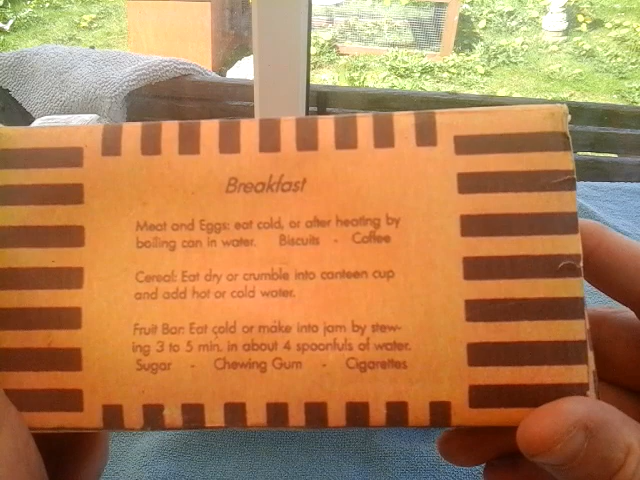 Breakfast
Meat and Eggs: eat cold, or after heating by
boiling can in water. Biscuits - Coffee
Cereal: Eat dry or crumble into canteen cup
and add hot or cold water.
Fruit Bar: Eat cold or make into jam by stew-
ing 3 to 5 min. in about 4 spoonfuls of water.
Sugar - Chewing Gum - Cigarettes